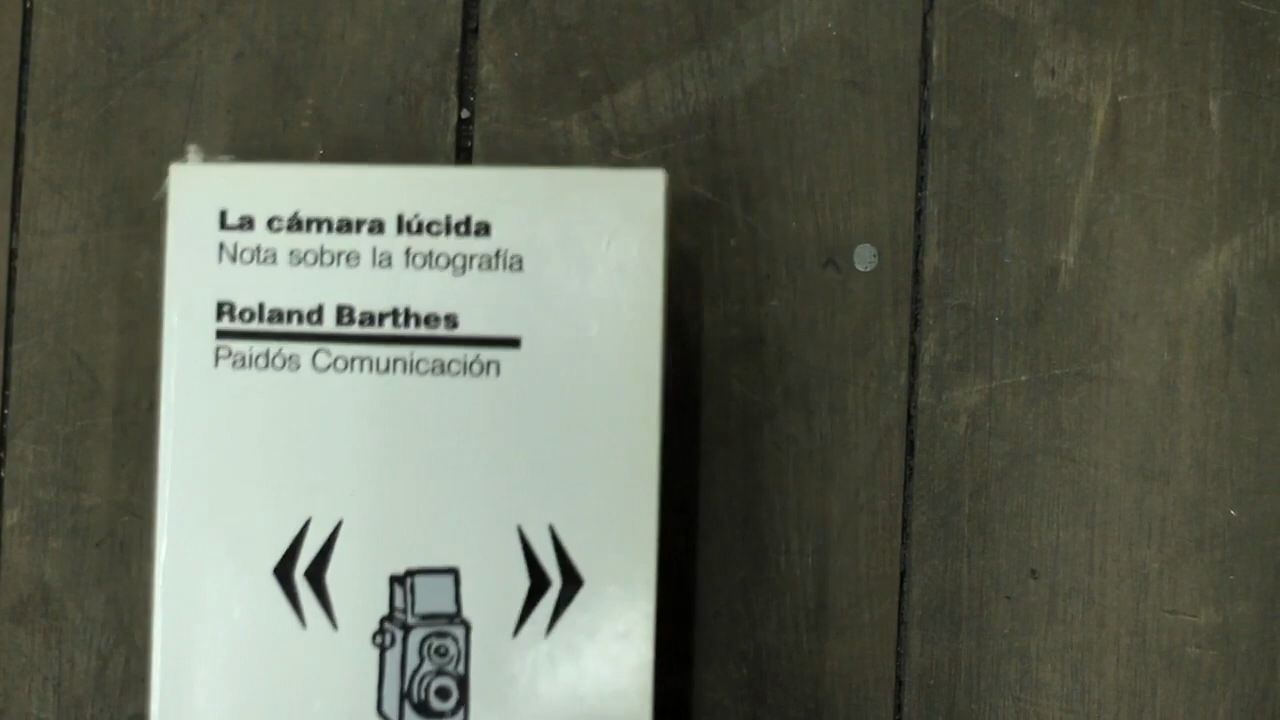 La cámara lúcida
Nota sobre la fotografía
Roland Barthes
Paidós Comunicación